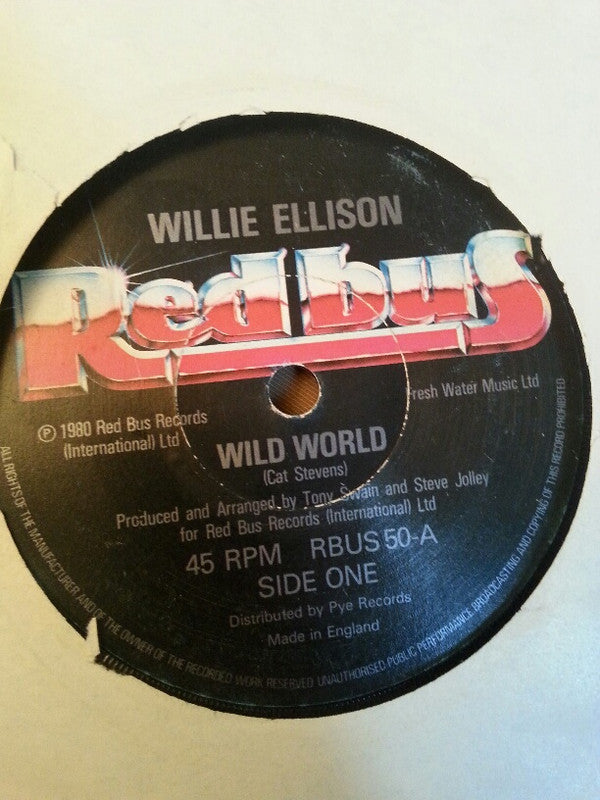 WILLIE ELLISON
Red bus
Fresh Water Music Ltd
℗ 1980 Red Bus Records
(International) Ltd
WILD WORLD
(Cat Stevens)
Produced and Arranged by Tony Swain and Steve Jolley
for Red Bus Records (International) Ltd
45 RPM RBUS 50-A
SIDE ONE
Distributed by Pye Records
Made in England
ALL RIGHTS OF THE MANUFACTURER AND OF THE OWNER OF THE RECORDED WORK RESERVED UNAUTHORISED PUBLIC PERFORMANCE BROADCASTING AND COPYING OF THIS RECORD PROHIBITED